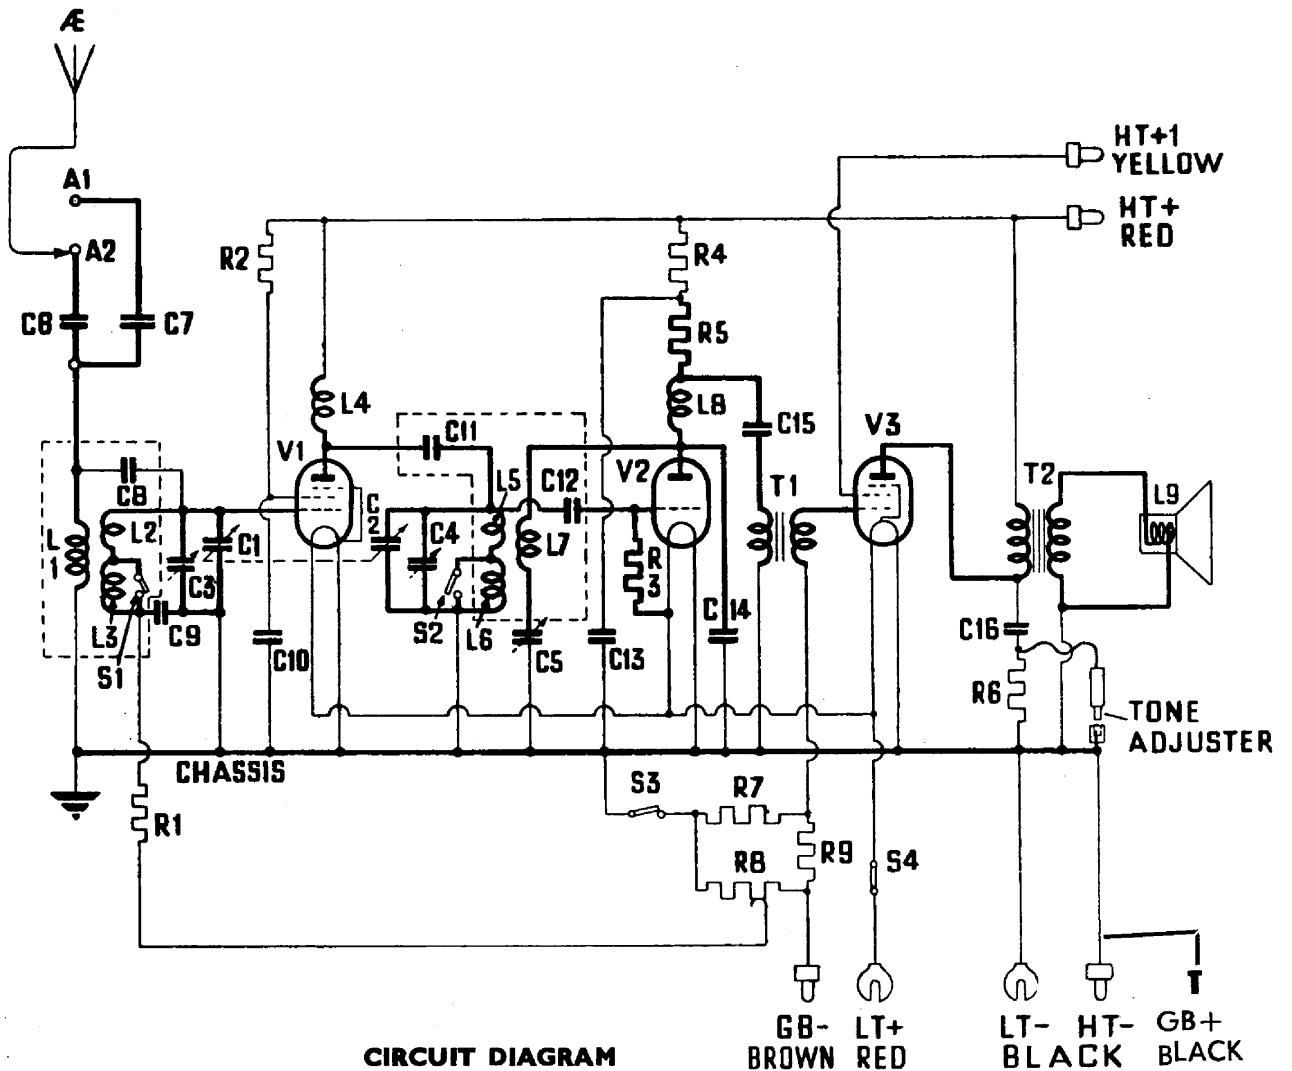 Æ
A1
A2
C6
C7
HT+1
YELLOW
HT+
RED
R2
R4
R5
L4
L8
C11
C15
V1
V2
V3
C8
L2
L
1
C1
C3
L3
S1
C9
C
2
C4
L5
L7
C12
S2
L6
C5
R
3
C14
C13
C10
T1
T2
L9
C16
R6
TONE
ADJUSTER
CHASSIS
R1
S3
R7
R8
R9
S4
T
GB-
BROWN
LT+
RED
LT-
HT-
BLACK
GB+
BLACK
CIRCUIT DIAGRAM